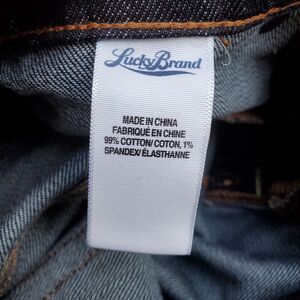 Lucky Brand
MADE IN CHINA
FABRIQUÉ EN CHINE
99% COTTON/COTON, 1%
SPANDEX/ÉLASTHANNE